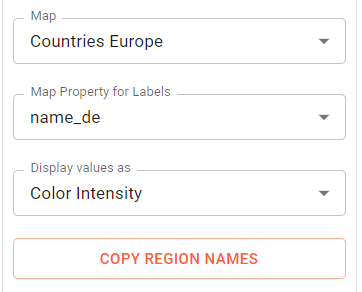 Map
Countries Europe
Map Property for Labels
name_de
Display values as
Color Intensity
COPY REGION NAMES